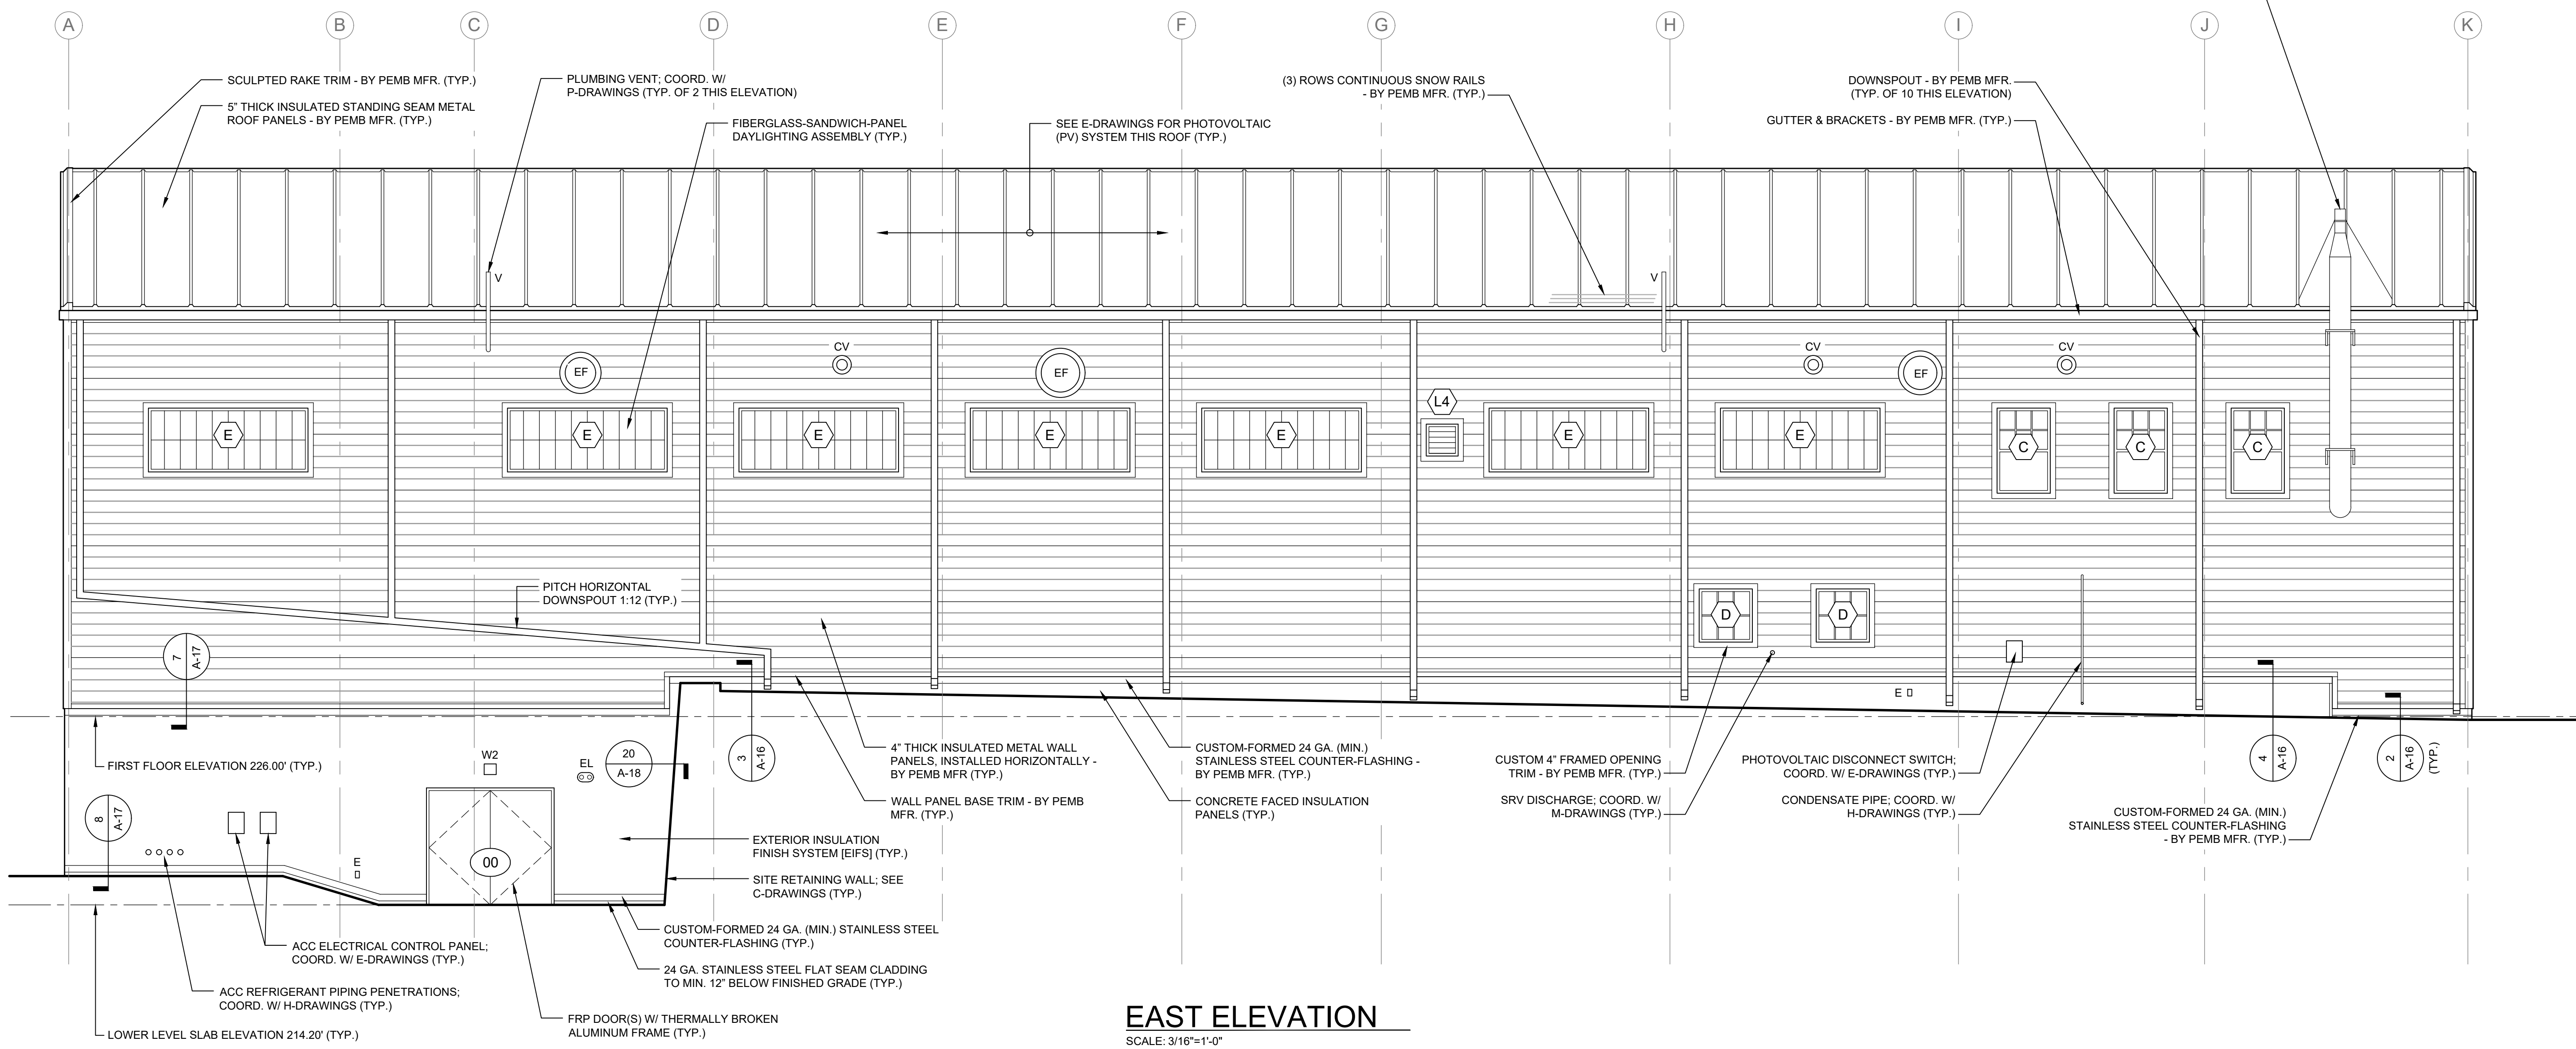 A B C D E F G H I J K
SCULPTED RAKE TRIM - BY PEMB MFR. (TYP.)
5" THICK INSULATED STANDING SEAM METAL
ROOF PANELS - BY PEMB MFR. (TYP.)
PLUMBING VENT; COORD. W/
P-DRAWINGS (TYP. OF 2 THIS ELEVATION)
FIBERGLASS-SANDWICH-PANEL
DAYLIGHTING ASSEMBLY (TYP.)
SEE E-DRAWINGS FOR PHOTOVOLTAIC
(PV) SYSTEM THIS ROOF (TYP.)
(3) ROWS CONTINUOUS SNOW RAILS
- BY PEMB MFR. (TYP.)
DOWNSPOUT - BY PEMB MFR.
(TYP. OF 10 THIS ELEVATION)
GUTTER & BRACKETS - BY PEMB MFR. (TYP.)
V
V
CV
CV
CV
EF
EF
EF
L4
E
E
E
E
E
E
E
C
C
C
PITCH HORIZONTAL
DOWNSPOUT 1:12 (TYP.)
D
D
7
A-17
E
FIRST FLOOR ELEVATION 226.00' (TYP.)
W2
EL
20
A-18
3
A-16
4" THICK INSULATED METAL WALL
PANELS, INSTALLED HORIZONTALLY -
BY PEMB MFR (TYP.)
WALL PANEL BASE TRIM - BY PEMB
MFR. (TYP.)
CUSTOM-FORMED 24 GA. (MIN.)
STAINLESS STEEL COUNTER-FLASHING -
BY PEMB MFR. (TYP.)
CONCRETE FACED INSULATION
PANELS (TYP.)
CUSTOM 4" FRAMED OPENING
TRIM - BY PEMB MFR. (TYP.)
SRV DISCHARGE; COORD. W/
M-DRAWINGS (TYP.)
PHOTOVOLTAIC DISCONNECT SWITCH;
COORD. W/ E-DRAWINGS (TYP.)
CONDENSATE PIPE; COORD. W/
H-DRAWINGS (TYP.)
4
A-16
2
A-16
(TYP.)
CUSTOM-FORMED 24 GA. (MIN.)
STAINLESS STEEL COUNTER-FLASHING
- BY PEMB MFR. (TYP.)
8
A-17
E
00
EXTERIOR INSULATION
FINISH SYSTEM [EIFS] (TYP.)
SITE RETAINING WALL; SEE
C-DRAWINGS (TYP.)
CUSTOM-FORMED 24 GA. (MIN.) STAINLESS STEEL
COUNTER-FLASHING (TYP.)
24 GA. STAINLESS STEEL FLAT SEAM CLADDING
TO MIN. 12" BELOW FINISHED GRADE (TYP.)
ACC ELECTRICAL CONTROL PANEL;
COORD. W/ E-DRAWINGS (TYP.)
ACC REFRIGERANT PIPING PENETRATIONS;
COORD. W/ H-DRAWINGS (TYP.)
FRP DOOR(S) W/ THERMALLY BROKEN
ALUMINUM FRAME (TYP.)
LOWER LEVEL SLAB ELEVATION 214.20' (TYP.)
EAST ELEVATION
SCALE: 3/16"=1'-0"